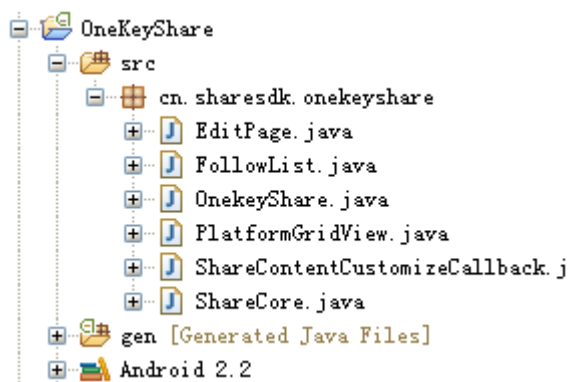 OneKeyShare
src
cn.sharesdk.onekeyshare
EditPage.java
FollowList.java
OnekeyShare.java
PlatformGridView.java
ShareContentCustomizeCallback.j
ShareCore.java
gen [Generated Java Files]
Android 2.2